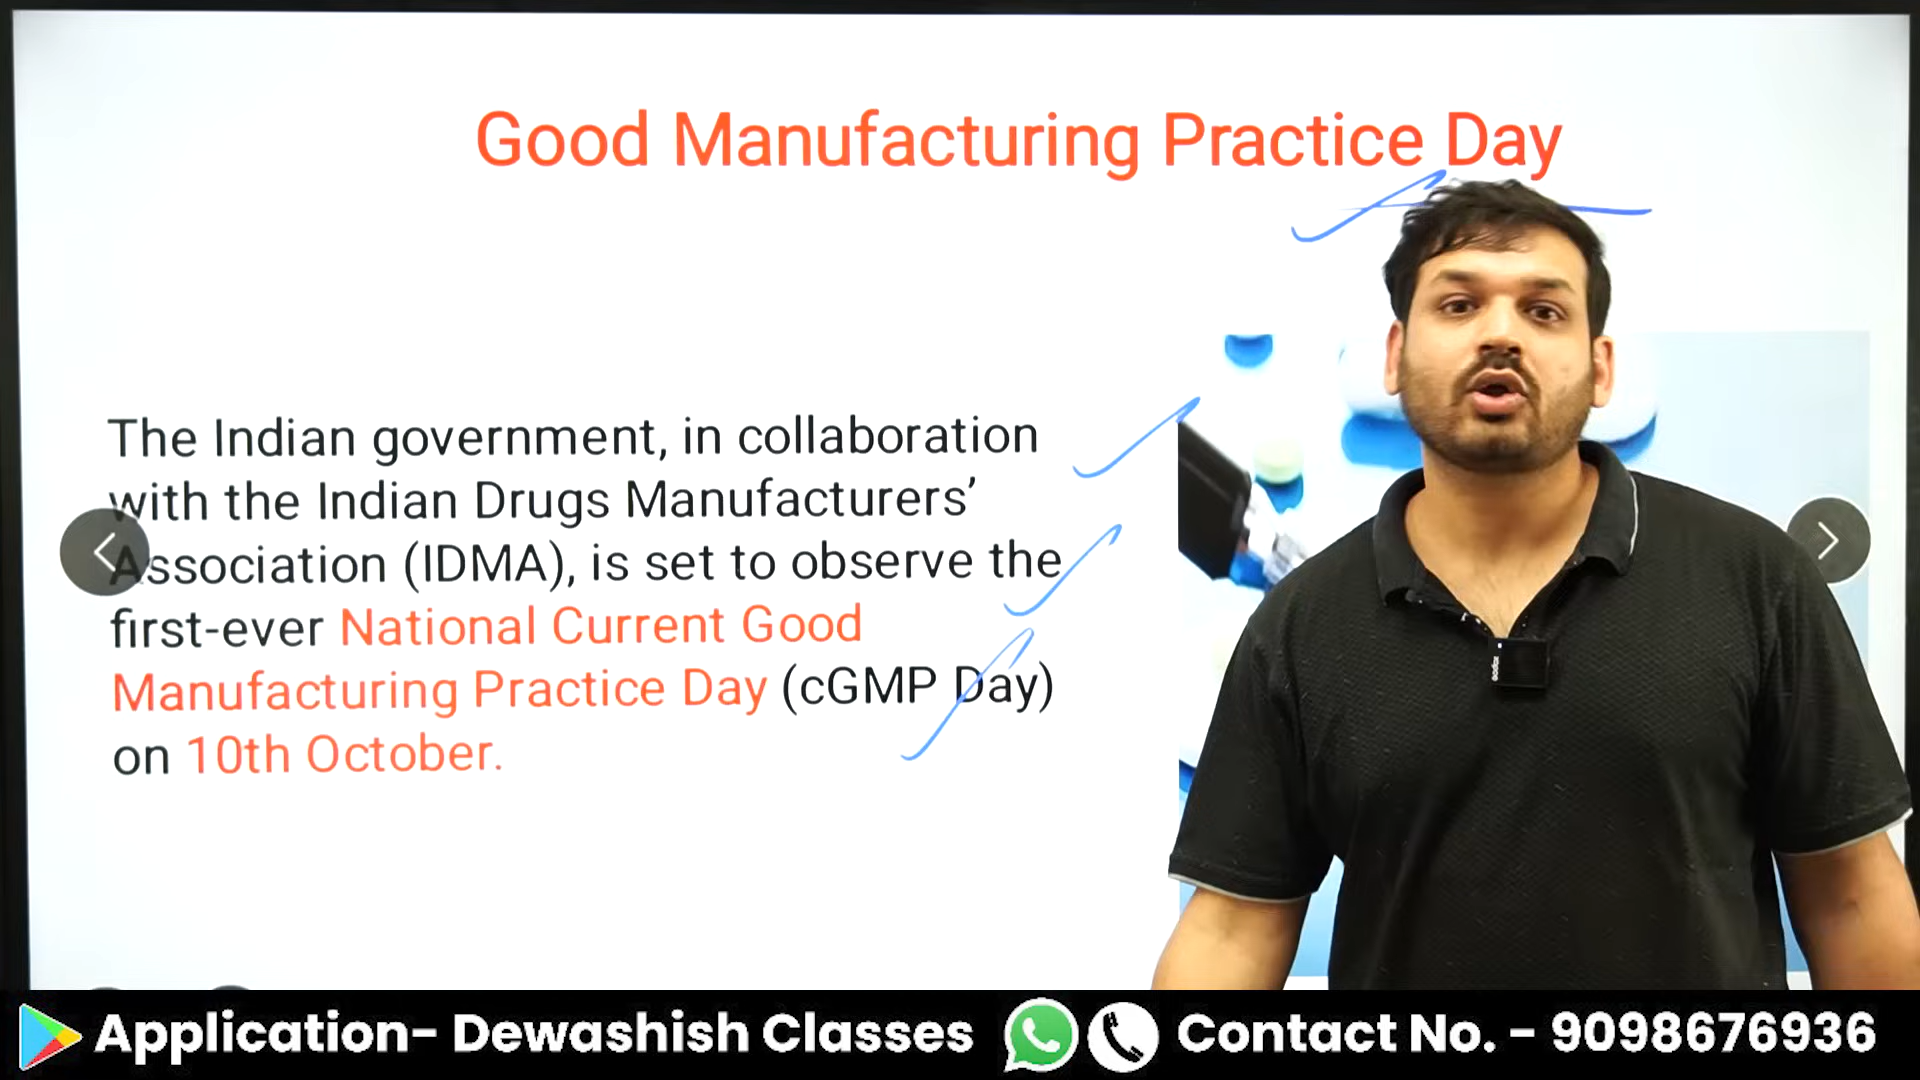 Good Manufacturing Practice Day
The Indian government, in collaboration
with the Indian Drugs Manufacturers’
Association (IDMA), is set to observe the
first-ever National Current Good
Manufacturing Practice Day (cGMP Day)
on 10th October.
Godox
Application- Dewashish Classes
Contact No. - 9098676936